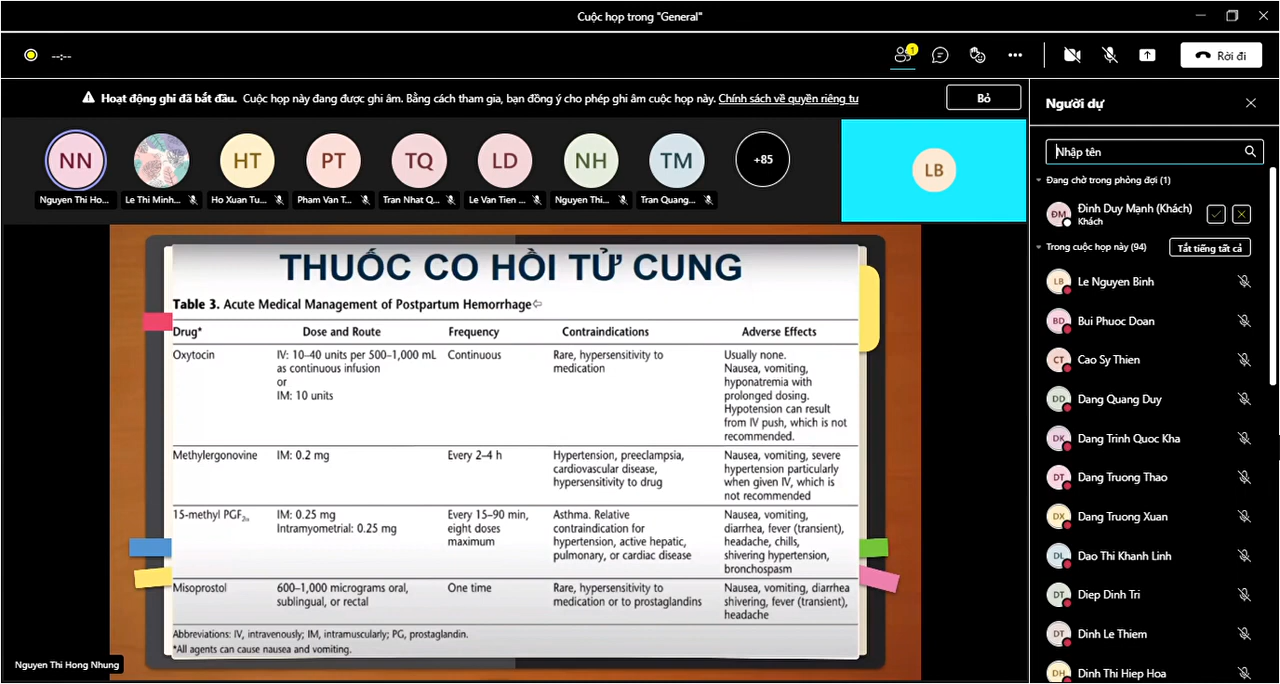 Cuộc họp trong "General"
--:--
1
Rời đi
Hoạt động ghi đã bắt đầu. Cuộc họp này đang được ghi âm. Bằng cách tham gia, bạn đồng ý cho phép ghi âm cuộc họp này. Chính sách về quyền riêng tư
Bỏ
NN
HT
PT
TQ
LD
NH
TM
+85
Nguyen Thi Ho...
Le Thi Minh...
Ho Xuan Tu...
Pham Van T...
Tran Nhat Q...
Le Van Tien ...
Nguyen Thi...
Tran Quang...
LB
THUỐC CO HỒI TỬ CUNG
Table 3. Acute Medical Management of Postpartum Hemorrhage⇦
Drug* Dose and Route Frequency Contraindications Adverse Effects
Oxytocin
IV: 10–40 units per 500–1,000 mL
as continuous infusion
or
IM: 10 units
Continuous
Rare, hypersensitivity to
medication
Usually none.
Nausea, vomiting,
hyponatremia with
prolonged dosing.
Hypotension can result
from IV push, which is not
recommended.
Methylergonovine
IM: 0.2 mg
Every 2–4 h
Hypertension, preeclampsia,
cardiovascular disease,
hypersensitivity to drug
Nausea, vomiting, severe
hypertension particularly
when given IV, which is
not recommended
15-methyl PGF2α
IM: 0.25 mg
Intramyometrial: 0.25 mg
Every 15–90 min,
eight doses
maximum
Asthma. Relative
contraindication for
hypertension, active hepatic,
pulmonary, or cardiac disease
Nausea, vomiting,
diarrhea, fever (transient),
headache, chills,
shivering hypertension,
bronchospasm
Misoprostol
600–1,000 micrograms oral,
sublingual, or rectal
One time
Rare, hypersensitivity to
medication or to prostaglandins
Nausea, vomiting, diarrhea
shivering, fever (transient),
headache
Abbreviations: IV, intravenously; IM, intramuscularly; PG, prostaglandin.
*All agents can cause nausea and vomiting.
Nguyen Thi Hong Nhung
Người dự
Nhập tên
Đang chờ trong phòng đợi (1)
ĐM
Đinh Duy Mạnh (Khách)
Khách
Trong cuộc họp này (94)
Tắt tiếng tất cả
LB Le Nguyen Binh
BD Bui Phuoc Doan
CT Cao Sy Thien
DD Dang Quang Duy
DK Dang Trinh Quoc Kha
DT Dang Truong Thao
DX Dang Truong Xuan
DL Dao Thi Khanh Linh
DT Diep Dinh Tri
DT Dinh Le Thiem
DH Dinh Thi Hiep Hoa